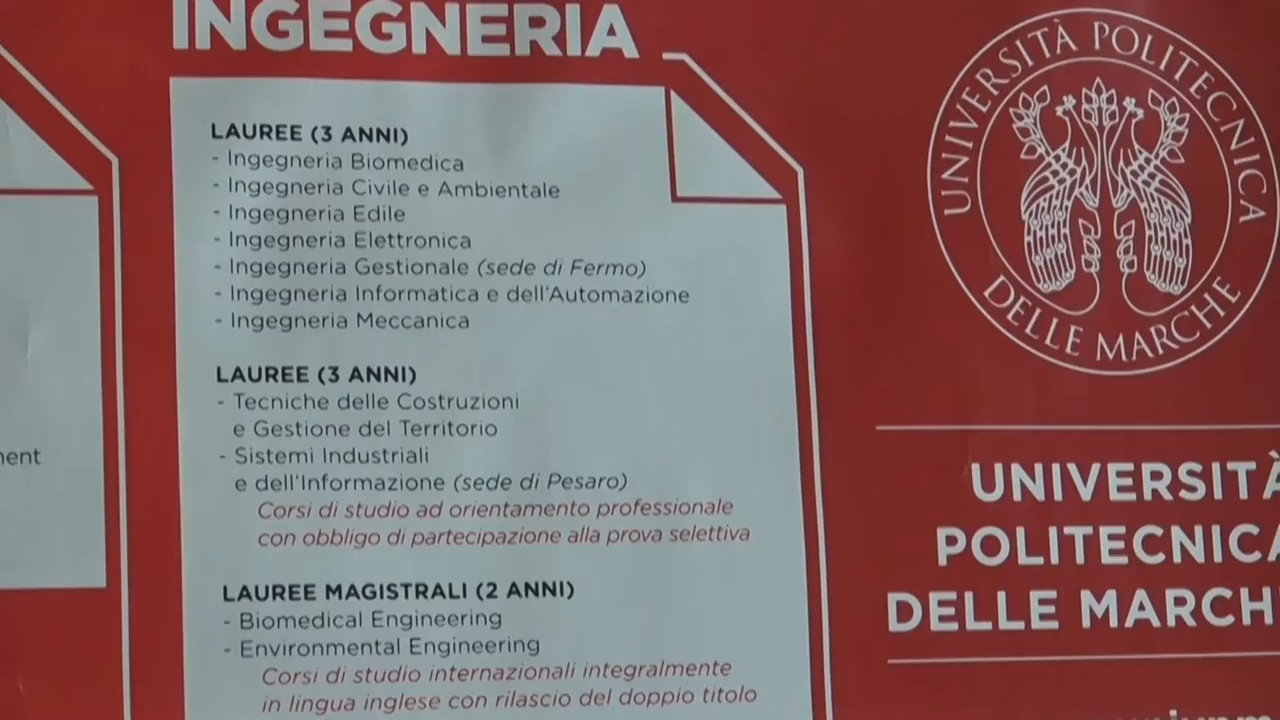 INGEGNERIA
LAUREE (3 ANNI)
- Ingegneria Biomedica
- Ingegneria Civile e Ambientale
- Ingegneria Edile
- Ingegneria Elettronica
- Ingegneria Gestionale (sede di Fermo)
- Ingegneria Informatica e dell'Automazione
- Ingegneria Meccanica
LAUREE (3 ANNI)
- Tecniche delle Costruzioni
e Gestione del Territorio
- Sistemi Industriali
e dell'Informazione (sede di Pesaro)
Corsi di studio ad orientamento professionale
con obbligo di partecipazione alla prova selettiva
LAUREE MAGISTRALI (2 ANNI)
- Biomedical Engineering
- Environmental Engineering
Corsi di studio internazionali integralmente
in lingua inglese con rilascio del doppio titolo
ment
UNIVERSITÀ POLITECNICA
DELLE MARCHE
UNIVERSITÀ
POLITECNICA
DELLE MARCH